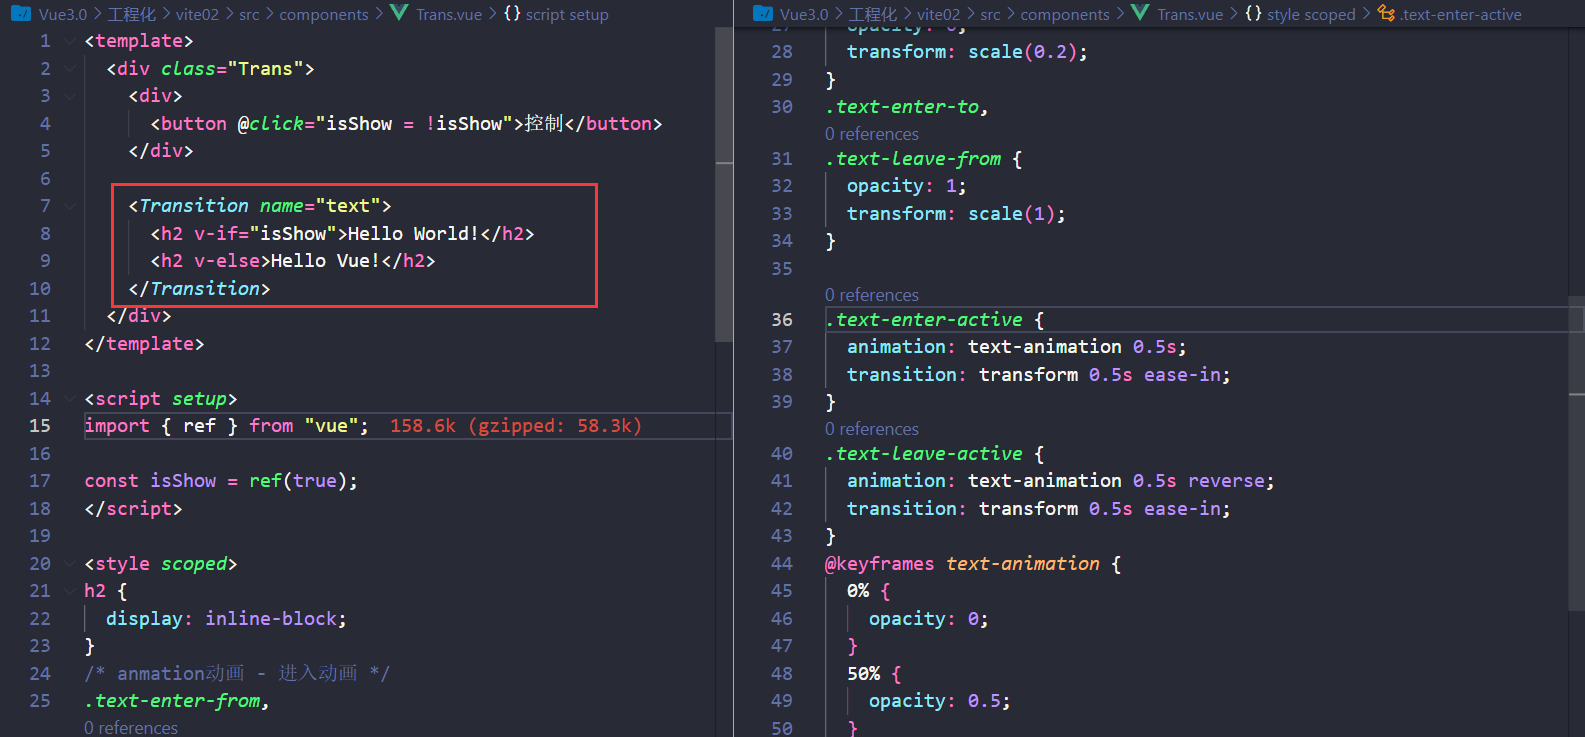 Vue3.0 > 工程化 > vite02 > src > components > Trans.vue > {} script setup
1 <template>
2 <div class="Trans">
3 <div>
4 <button @click="isShow = !isShow">控制</button>
5 </div>
6
7 <Transition name="text">
8 <h2 v-if="isShow">Hello World!</h2>
9 <h2 v-else>Hello Vue!</h2>
10 </Transition>
11 </div>
12 </template>
13
14 <script setup>
15 import { ref } from "vue"; 158.6k (gzipped: 58.3k)
16
17 const isShow = ref(true);
18 </script>
19
20 <style scoped>
21 h2 {
22 display: inline-block;
23 }
24 /* anmation动画 - 进入动画 */
25 .text-enter-from,
0 references
Vue3.0 > 工程化 > vite02 > src > components > Trans.vue > {} style scoped > .text-enter-active
27 opacity: 0;
28 transform: scale(0.2);
29 }
30 .text-enter-to,
0 references
31 .text-leave-from {
32 opacity: 1;
33 transform: scale(1);
34 }
35
0 references
36 .text-enter-active {
37 animation: text-animation 0.5s;
38 transition: transform 0.5s ease-in;
39 }
0 references
40 .text-leave-active {
41 animation: text-animation 0.5s reverse;
42 transition: transform 0.5s ease-in;
43 }
44 @keyframes text-animation {
45 0% {
46 opacity: 0;
47 }
48 50% {
49 opacity: 0.5;
50 }